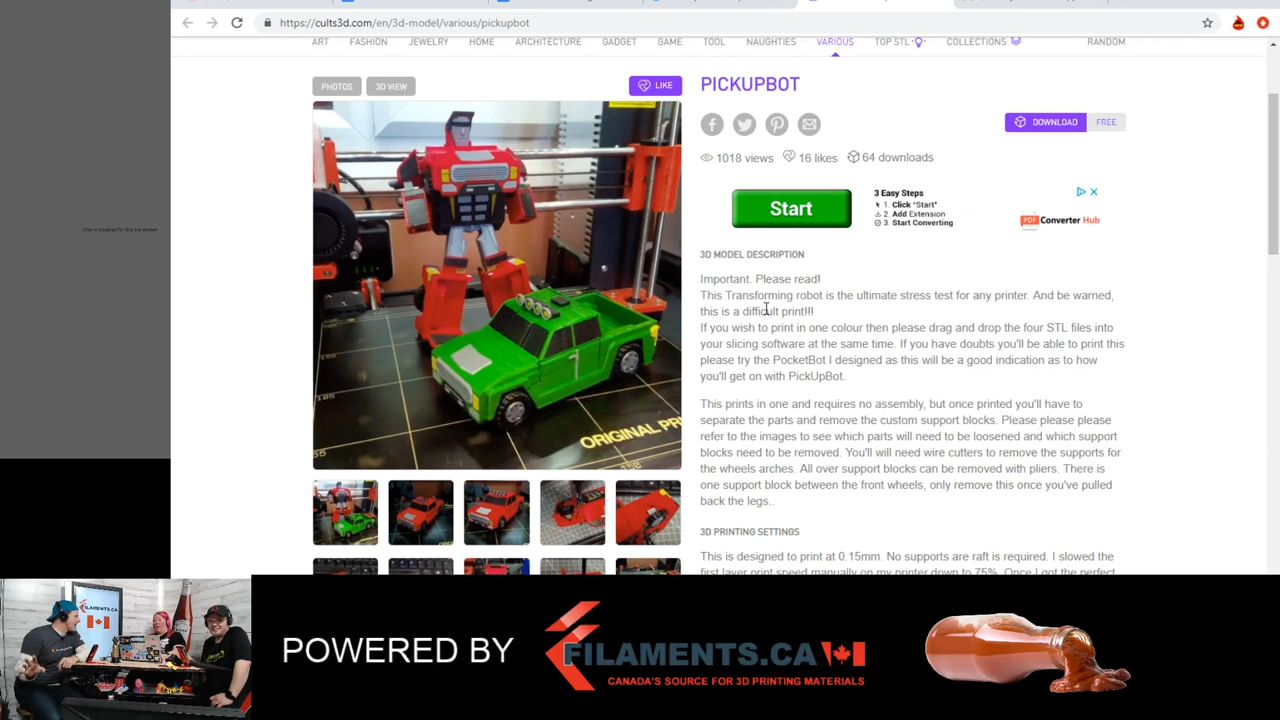 https://cults3d.com/en/3d-model/various/pickupbot
ART FASHION JEWELRY HOME ARCHITECTURE GADGET GAME TOOL NAUGHTIES VARIOUS TOP STL COLLECTIONS RANDOM
PHOTOS 3D VIEW LIKE
PICKUPBOT
DOWNLOAD FREE
1018 views 16 likes 64 downloads
Start
3 Easy Steps
1. Click "Start"
2. Add Extension
3. Start Converting
PDF Converter Hub
3D MODEL DESCRIPTION
Important. Please read!
This Transforming robot is the ultimate stress test for any printer. And be warned,
this is a difficult print!!!
If you wish to print in one colour then please drag and drop the four STL files into
your slicing software at the same time. If you have doubts you'll be able to print this
please try the PocketBot I designed as this will be a good indication as to how
you'll get on with PickUpBot.
This prints in one and requires no assembly, but once printed you'll have to
separate the parts and remove the custom support blocks. Please please please
refer to the images to see which parts will need to be loosened and which support
blocks need to be removed. You'll will need wire cutters to remove the supports for
the wheels arches. All over support blocks can be removed with pliers. There is
one support block between the front wheels, only remove this once you've pulled
back the legs..
3D PRINTING SETTINGS
This is designed to print at 0.15mm. No supports are raft is required. I slowed the
first layer print speed manually on my printer down to 75%. Once I got the perfect
ORIGINAL PR
Chat is disabled for this live stream
FILAMENTS.CA
POWERED BY
FILAMENTS.CA
CANADA'S SOURCE FOR 3D PRINTING MATERIALS